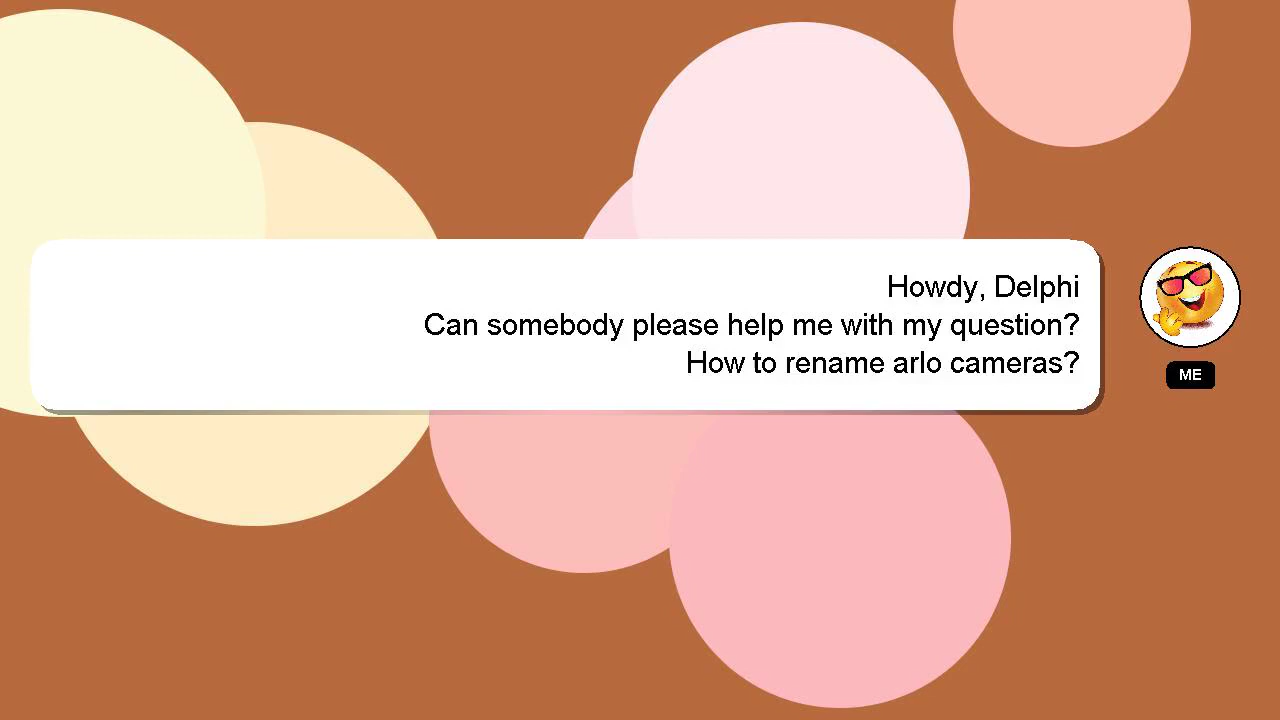 Howdy, Delphi
Can somebody please help me with my question?
How to rename arlo cameras?
ME